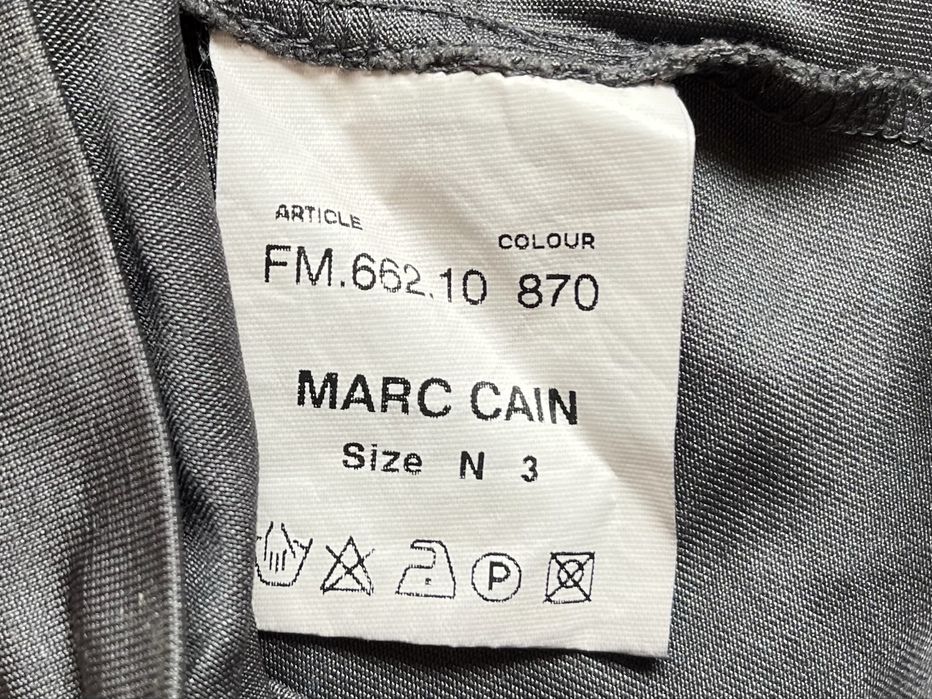 ARTICLE COLOUR
FM.662.10 870
MARC CAIN
Size N 3
P